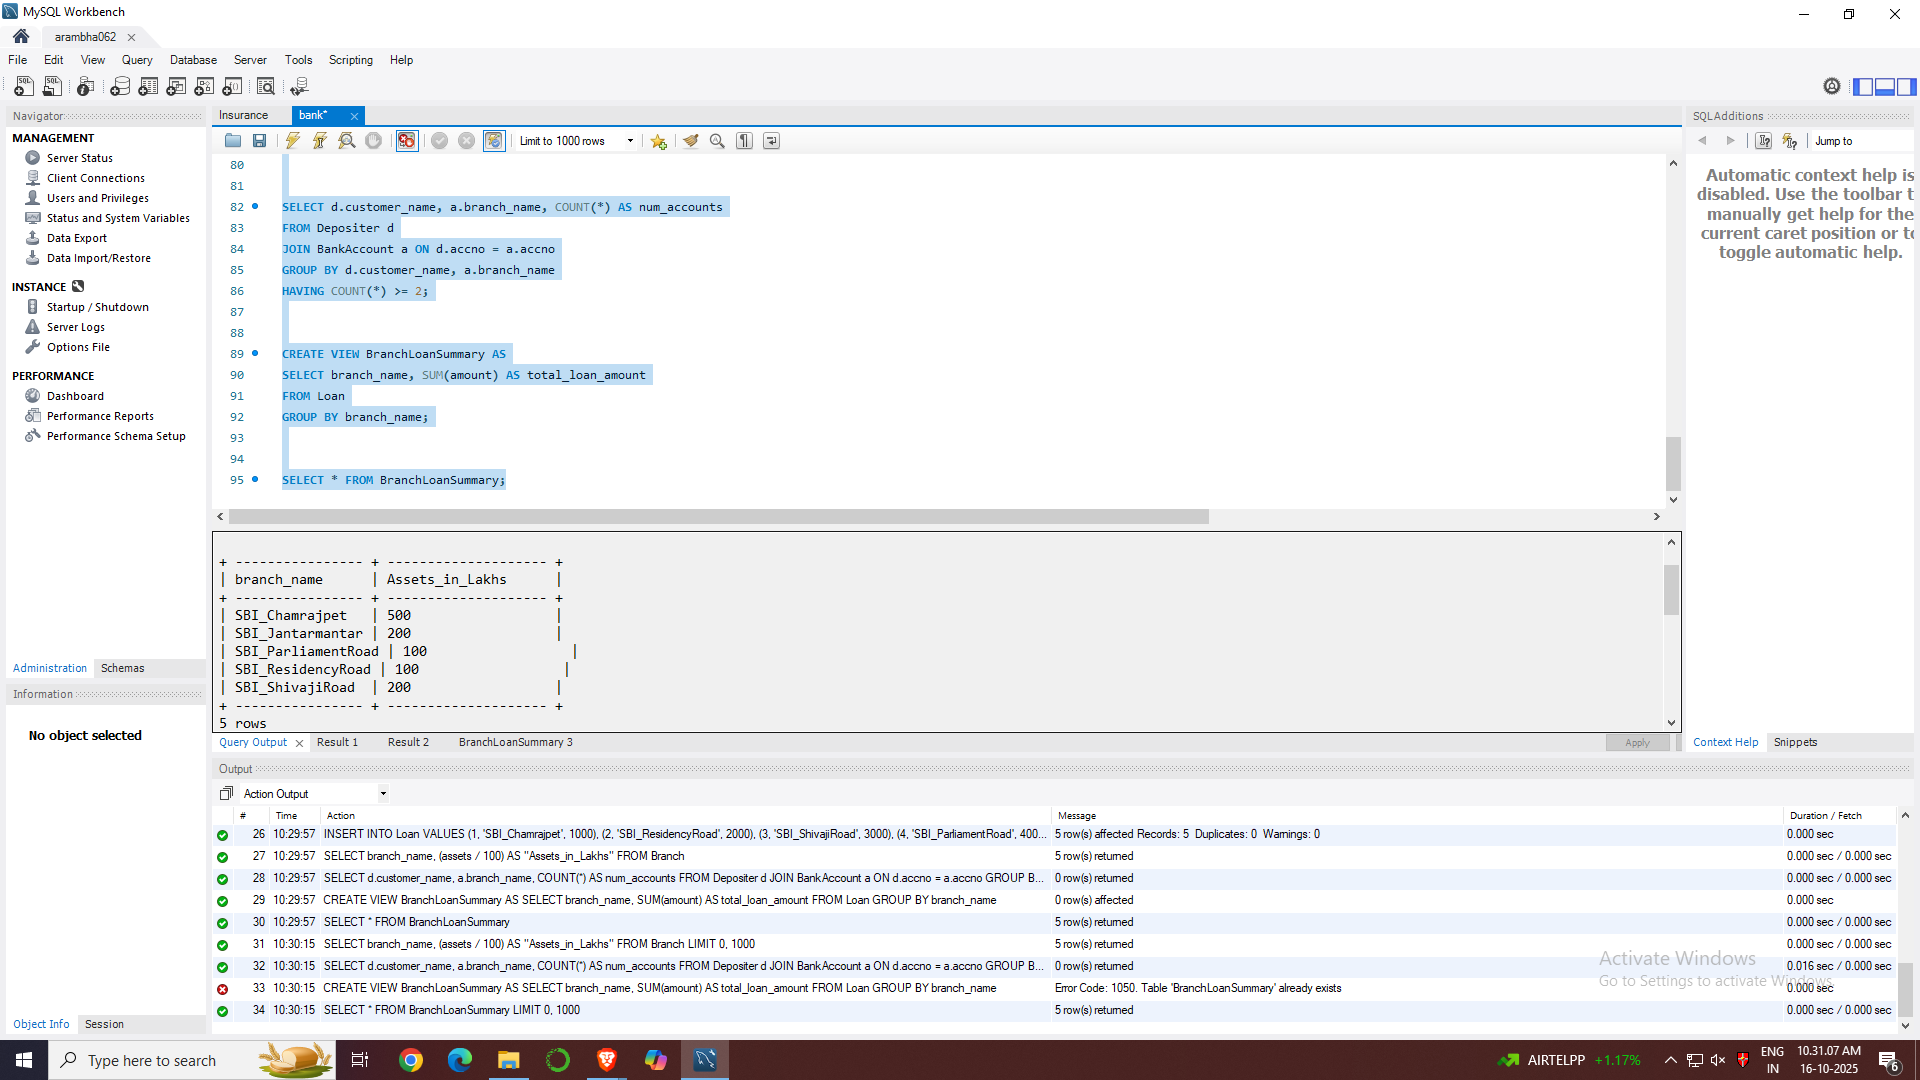 MySQL Workbench
arambha062
File Edit View Query Database Server Tools Scripting Help
Navigator
MANAGEMENT
Server Status
Client Connections
Users and Privileges
Status and System Variables
Data Export
Data Import/Restore
INSTANCE
Startup / Shutdown
Server Logs
Options File
PERFORMANCE
Dashboard
Performance Reports
Performance Schema Setup
Administration Schemas
Information
No object selected
Object Info Session
Insurance bank*
Limit to 1000 rows
80
81
82 SELECT d.customer_name, a.branch_name, COUNT(*) AS num_accounts
83 FROM Depositer d
84 JOIN BankAccount a ON d.accno = a.accno
85 GROUP BY d.customer_name, a.branch_name
86 HAVING COUNT(*) >= 2;
87
88
89 CREATE VIEW BranchLoanSummary AS
90 SELECT branch_name, SUM(amount) AS total_loan_amount
91 FROM Loan
92 GROUP BY branch_name;
93
94
95 SELECT * FROM BranchLoanSummary;
+ ---------------- + -------------------- +
| branch_name | Assets_in_Lakhs |
+ ---------------- + -------------------- +
| SBI_Chamrajpet | 500 |
| SBI_Jantarmantar | 200 |
| SBI_ParliamentRoad | 100 |
| SBI_ResidencyRoad | 100 |
| SBI_ShivajiRoad | 200 |
+ ---------------- + -------------------- +
5 rows
Query Output Result 1 Result 2 BranchLoanSummary 3 Apply
Output
Action Output
# Time Action Message Duration / Fetch
26 10:29:57 INSERT INTO Loan VALUES (1, 'SBI_Chamrajpet', 1000), (2, 'SBI_ResidencyRoad', 2000), (3, 'SBI_ShivajiRoad', 3000), (4, 'SBI_ParliamentRoad', 400... 5 row(s) affected Records: 5 Duplicates: 0 Warnings: 0 0.000 sec
27 10:29:57 SELECT branch_name, (assets / 100) AS "Assets_in_Lakhs" FROM Branch 5 row(s) returned 0.000 sec / 0.000 sec
28 10:29:57 SELECT d.customer_name, a.branch_name, COUNT(*) AS num_accounts FROM Depositer d JOIN BankAccount a ON d.accno = a.accno GROUP B... 0 row(s) returned 0.000 sec / 0.000 sec
29 10:29:57 CREATE VIEW BranchLoanSummary AS SELECT branch_name, SUM(amount) AS total_loan_amount FROM Loan GROUP BY branch_name 0 row(s) affected 0.000 sec
30 10:29:57 SELECT * FROM BranchLoanSummary 5 row(s) returned 0.000 sec / 0.000 sec
31 10:30:15 SELECT branch_name, (assets / 100) AS "Assets_in_Lakhs" FROM Branch LIMIT 0, 1000 5 row(s) returned 0.000 sec / 0.000 sec
32 10:30:15 SELECT d.customer_name, a.branch_name, COUNT(*) AS num_accounts FROM Depositer d JOIN BankAccount a ON d.accno = a.accno GROUP B... 0 row(s) returned 0.016 sec / 0.000 sec
33 10:30:15 CREATE VIEW BranchLoanSummary AS SELECT branch_name, SUM(amount) AS total_loan_amount FROM Loan GROUP BY branch_name Error Code: 1050. Table 'BranchLoanSummary' already exists 0.000 sec
34 10:30:15 SELECT * FROM BranchLoanSummary LIMIT 0, 1000 5 row(s) returned 0.000 sec / 0.000 sec
SQLAdditions
Jump to
Automatic context help is
disabled. Use the toolbar t
manually get help for the
current caret position or to
toggle automatic help.
Context Help Snippets
Activate Windows
Go to Settings to activate Windows.
Type here to search
AIRTELPP +1.17%
ENG
IN
10.31.07 AM
16-10-2025
6